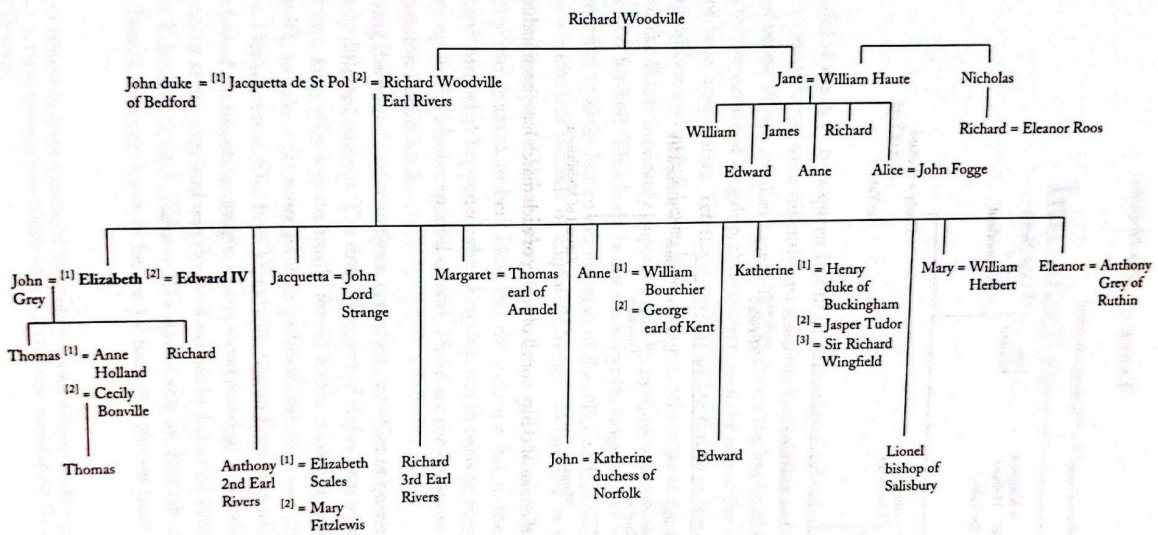 Richard Woodville
John duke = [1] Jacquetta de St Pol [2] = Richard Woodville
of Bedford
Earl Rivers
Jane = William Haute
Nicholas
William
James
Richard
Richard = Eleanor Roos
Edward
Anne
Alice = John Fogge
John = [1] Elizabeth [2] = Edward IV
Grey
Jacquetta = John
Lord
Strange
Margaret = Thomas
earl of
Arundel
Anne [1] = William
Bourchier
[2] = George
earl of Kent
Katherine [1] = Henry
duke of
Buckingham
[2] = Jasper Tudor
[3] = Sir Richard
Wingfield
Mary = William
Herbert
Eleanor = Anthony
Grey of
Ruthin
Thomas [1] = Anne
Holland
[2] = Cecily
Bonville
Richard
Thomas
Anthony [1] = Elizabeth
2nd Earl Scales
Rivers
[2] = Mary
Fitzlewis
Richard
3rd Earl
Rivers
John = Katherine
duchess of
Norfolk
Edward
Lionel
bishop of
Salisbury